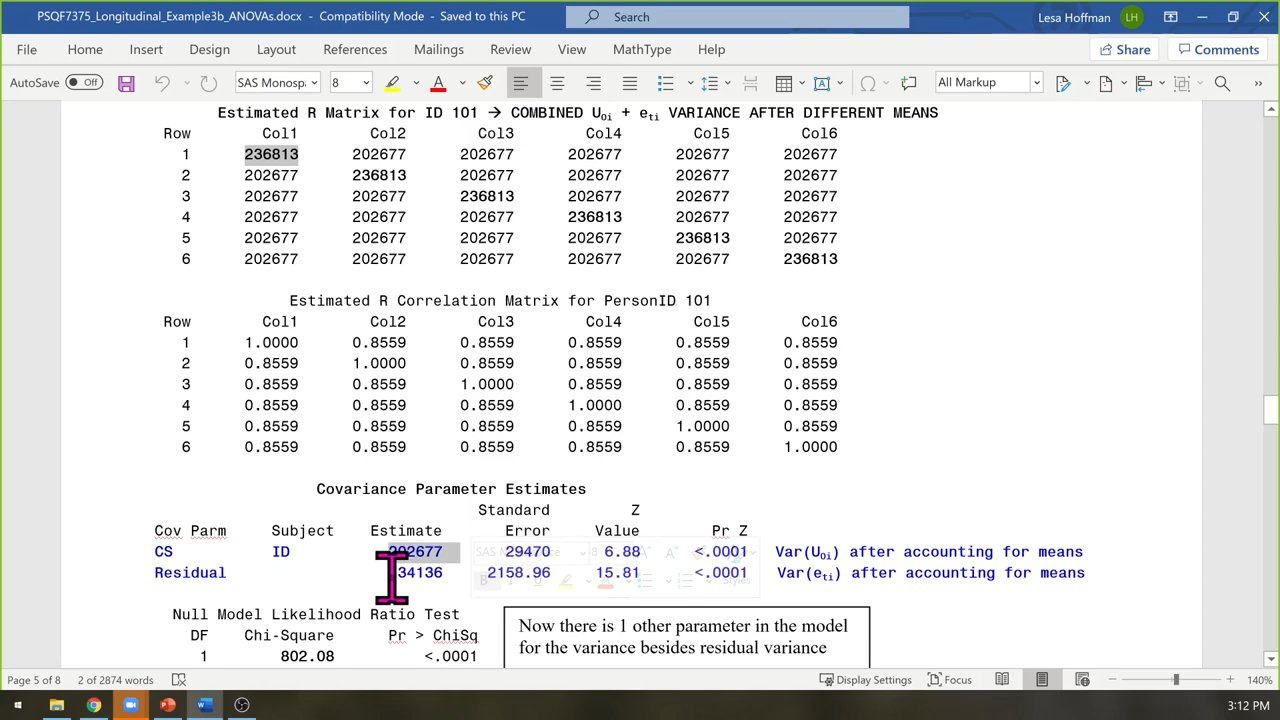 PSQF7375_Longitudinal_Example3b_ANOVAs.docx - Compatibility Mode - Saved to this PC
Search
Lesa Hoffman
LH
File Home Insert Design Layout References Mailings Review View MathType Help
Share
Comments
AutoSave Off
SAS Monosp
8
All Markup
Estimated R Matrix for ID 101 → COMBINED U0i + eti VARIANCE AFTER DIFFERENT MEANS
Row Col1 Col2 Col3 Col4 Col5 Col6
1 236813 202677 202677 202677 202677 202677
2 202677 236813 202677 202677 202677 202677
3 202677 202677 236813 202677 202677 202677
4 202677 202677 202677 236813 202677 202677
5 202677 202677 202677 202677 236813 202677
6 202677 202677 202677 202677 202677 236813
Estimated R Correlation Matrix for PersonID 101
Row Col1 Col2 Col3 Col4 Col5 Col6
1 1.0000 0.8559 0.8559 0.8559 0.8559 0.8559
2 0.8559 1.0000 0.8559 0.8559 0.8559 0.8559
3 0.8559 0.8559 1.0000 0.8559 0.8559 0.8559
4 0.8559 0.8559 0.8559 1.0000 0.8559 0.8559
5 0.8559 0.8559 0.8559 0.8559 1.0000 0.8559
6 0.8559 0.8559 0.8559 0.8559 0.8559 1.0000
Covariance Parameter Estimates
Standard Z
Cov Parm Subject Estimate Error Value Pr Z
CS ID 202677 29470 6.88 <.0001 Var(U0i) after accounting for means
Residual 34136 2158.96 15.81 <.0001 Var(eti) after accounting for means
Null Model Likelihood Ratio Test
DF Chi-Square Pr > ChiSq
1 802.08 <.0001
Now there is 1 other parameter in the model
for the variance besides residual variance
Page 5 of 8
2 of 2874 words
Display Settings
Focus
140%
3:12 PM